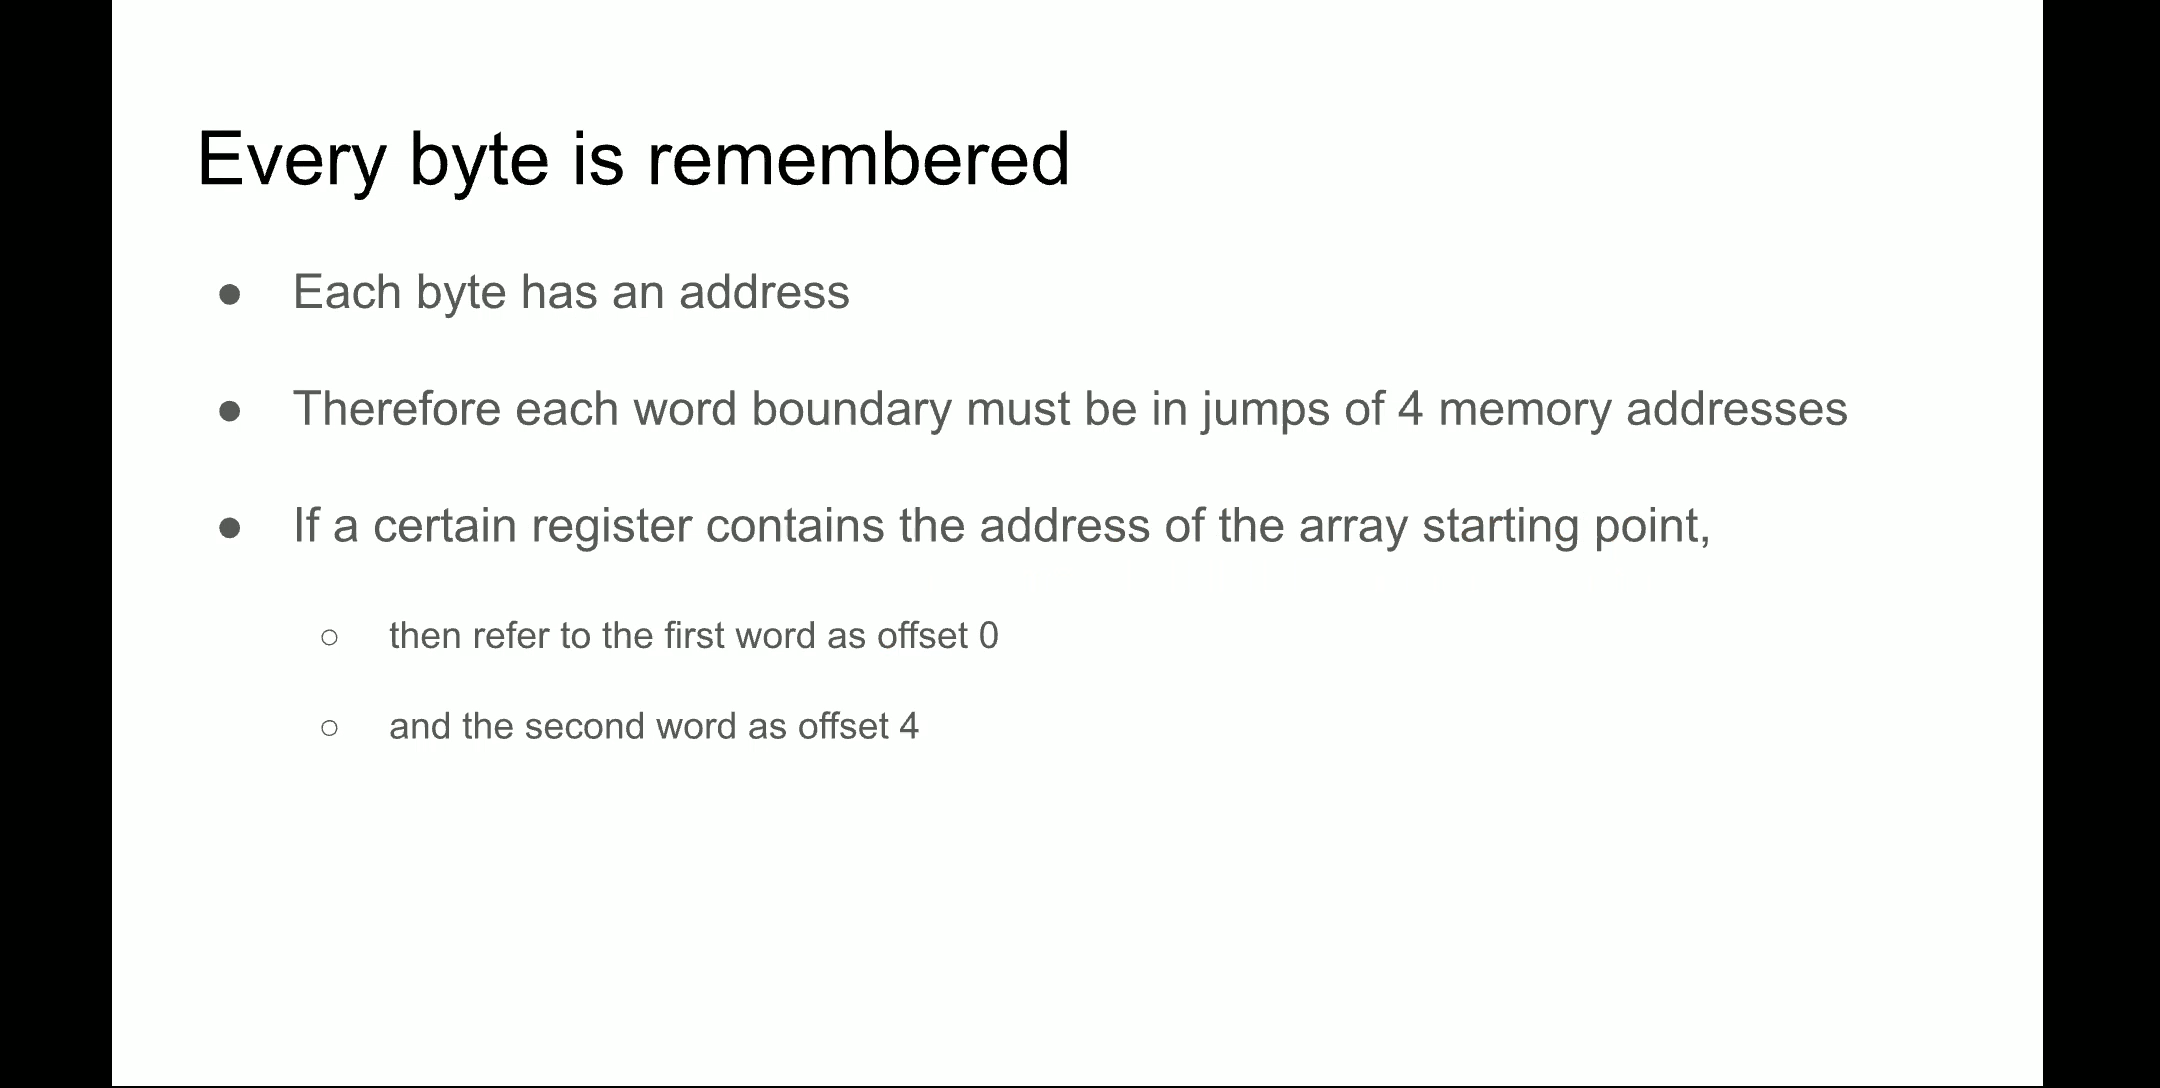 Every byte is remembered
● Each byte has an address
● Therefore each word boundary must be in jumps of 4 memory addresses
● If a certain register contains the address of the array starting point,
○ then refer to the first word as offset 0
○ and the second word as offset 4